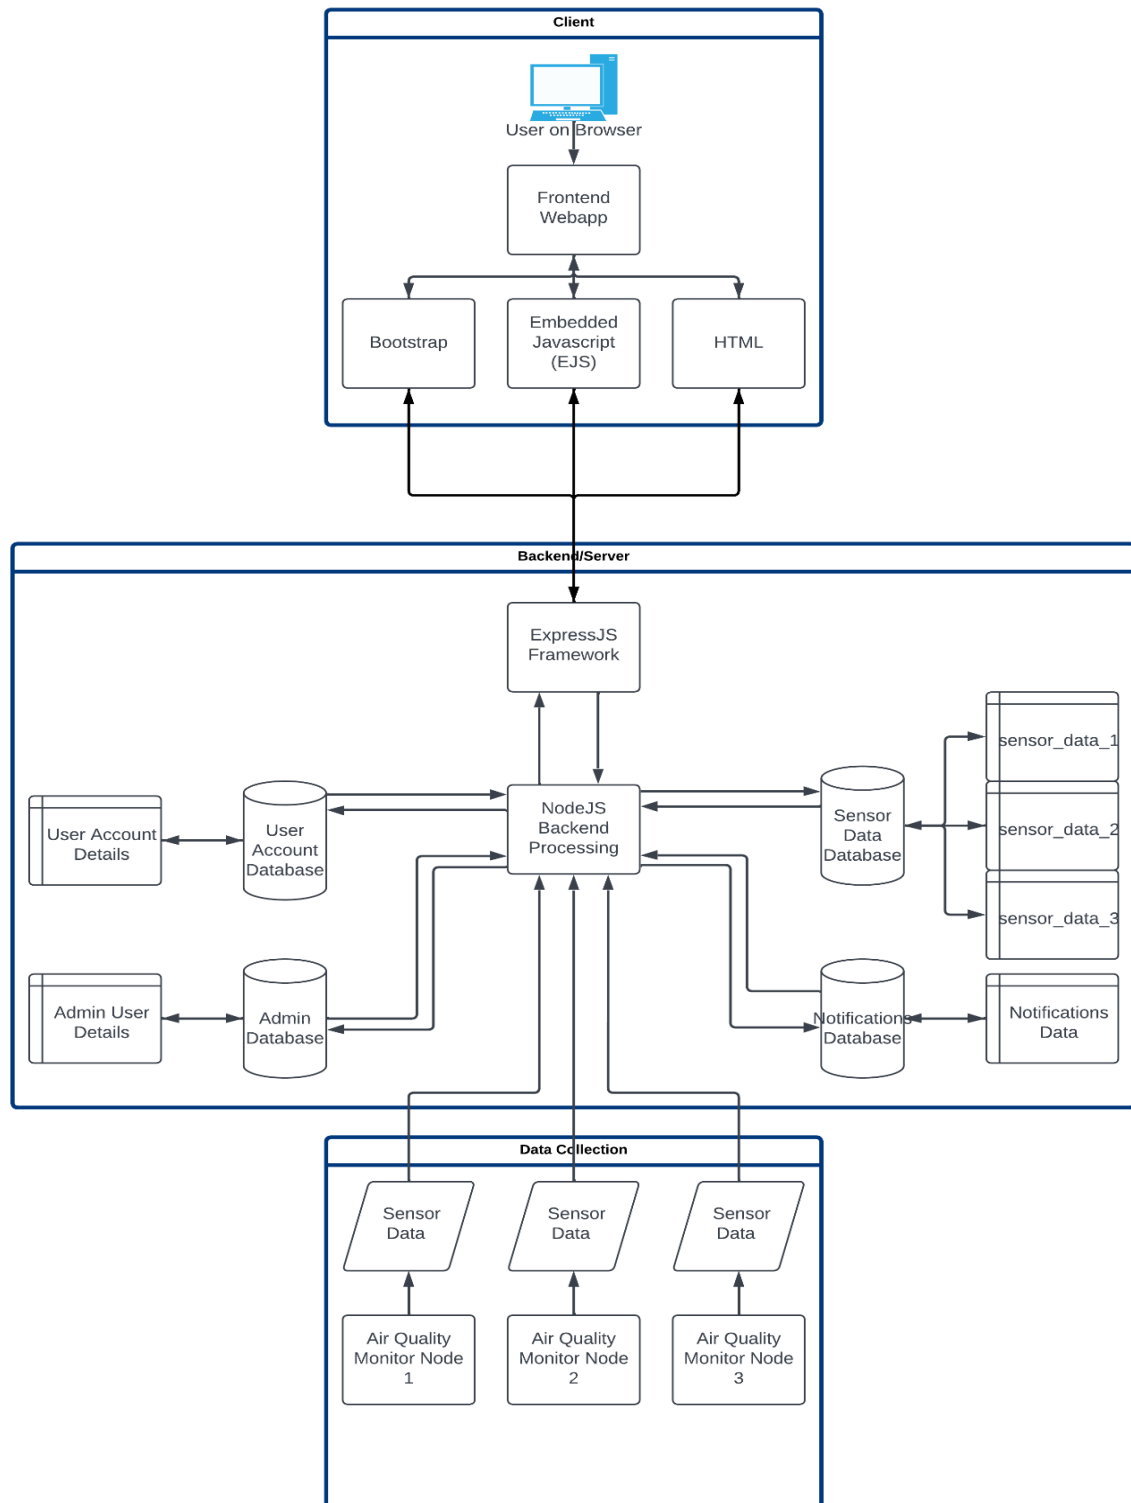 Client
User on Browser
Frontend
Webapp
Bootstrap
Embedded
Javascript
(EJS)
HTML
Backend/Server
ExpressJS
Framework
User Account
Details
User
Account
Database
NodeJS
Backend
Processing
Sensor
Data
Database
sensor_data_1
sensor_data_2
sensor_data_3
Admin User
Details
Admin
Database
Notifications
Database
Notifications
Data
Data Collection
Sensor
Data
Sensor
Data
Sensor
Data
Air Quality
Monitor Node
1
Air Quality
Monitor Node
2
Air Quality
Monitor Node
3